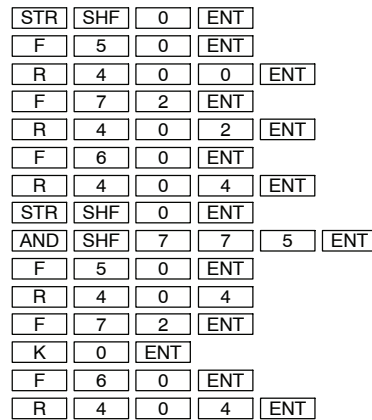 STR SHF 0 ENT
F 5 0 ENT
R 4 0 0 ENT
F 7 2 ENT
R 4 0 2 ENT
F 6 0 ENT
R 4 0 4 ENT
STR SHF 0 ENT
AND SHF 7 7 5 ENT
F 5 0 ENT
R 4 0 4
F 7 2 ENT
K 0 ENT
F 6 0 ENT
R 4 0 4 ENT